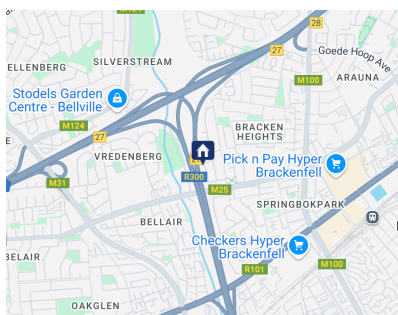 M124
28
27
Goede Hoop Ave
SILVERSTREAM
ELLENBERG
M100
ARAUNA
Stodels Garden
Centre - Bellville
M124
27
BRACKEN
HEIGHTS
VREDENBERG
Pick n Pay Hyper
Brackenfell
R300
M31
M25
SPRINGBOKPARK
BELLAIR
Checkers Hyper
Brackenfell
BELAIR
M100
R101
OAKGLEN